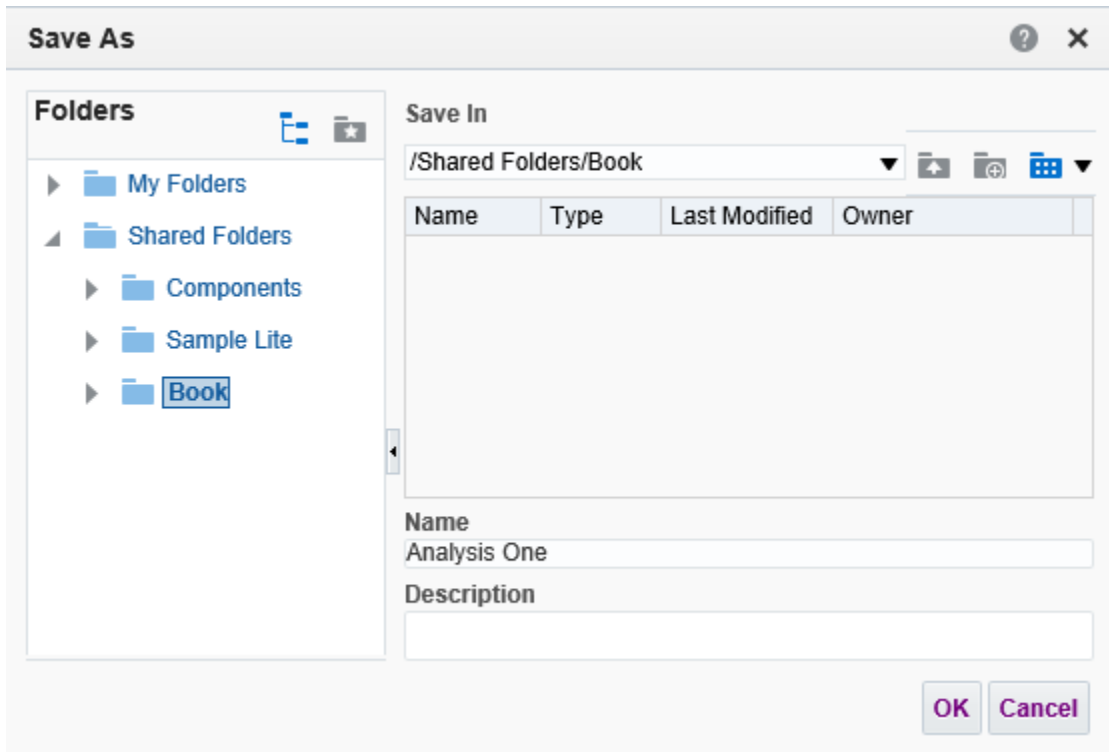 Save As
Folders
My Folders
Shared Folders
Components
Sample Lite
Book
Save In
/Shared Folders/Book
Name Type Last Modified Owner
Name
Analysis One
Description
OK Cancel